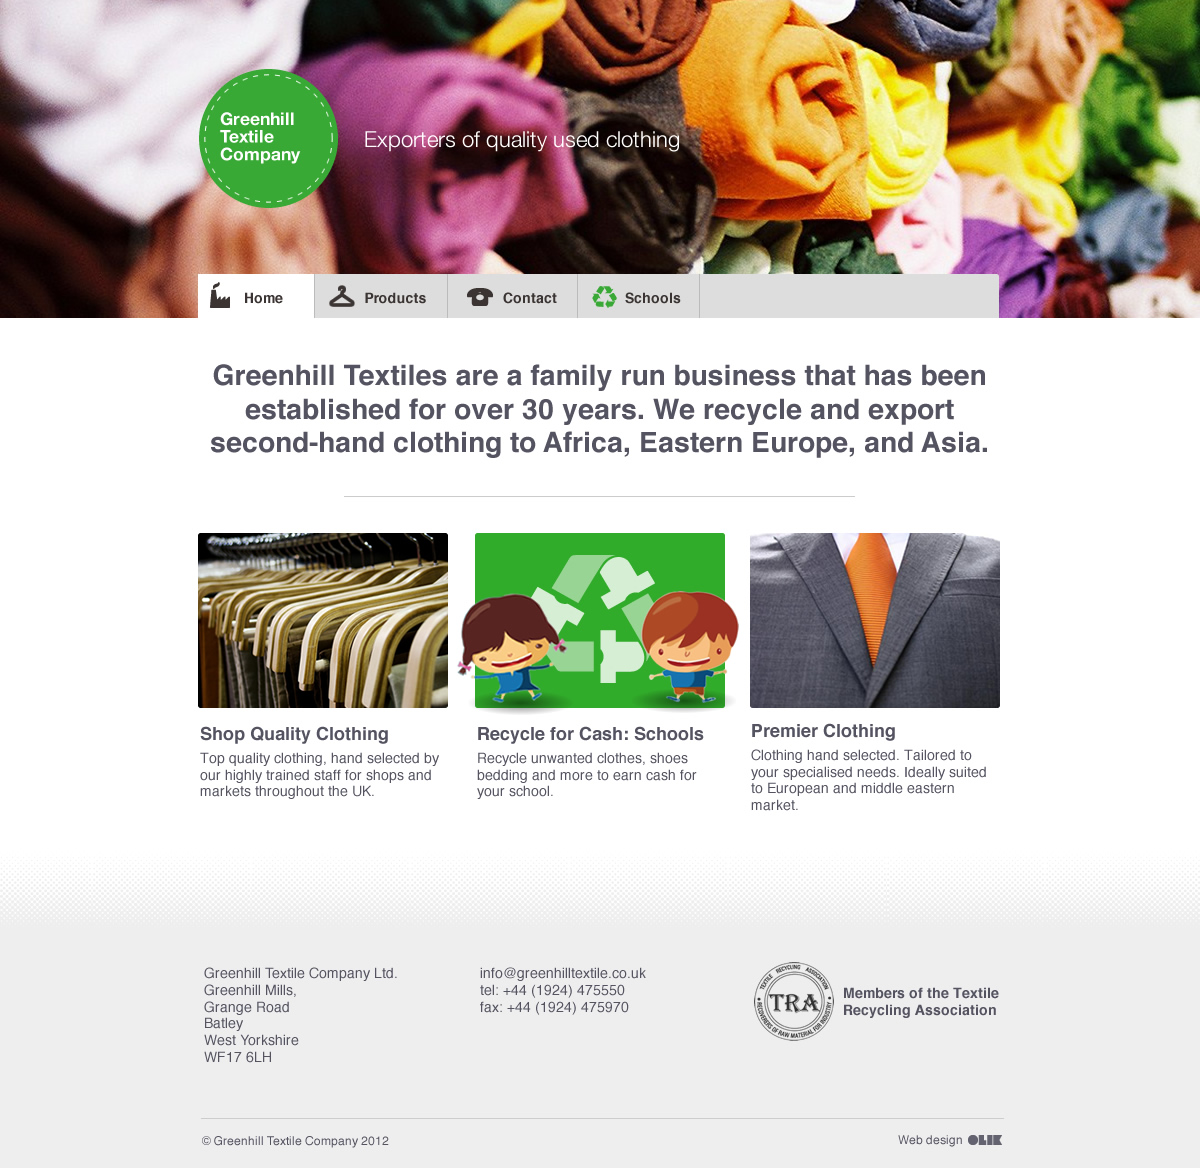 Greenhill
Textile
Company
Exporters of quality used clothing
Home
Products
Contact
Schools
Greenhill Textiles are a family run business that has been
established for over 30 years. We recycle and export
second-hand clothing to Africa, Eastern Europe, and Asia.
Shop Quality Clothing
Top quality clothing, hand selected by
our highly trained staff for shops and
markets throughout the UK.
Recycle for Cash: Schools
Recycle unwanted clothes, shoes
bedding and more to earn cash for
your school.
Premier Clothing
Clothing hand selected. Tailored to
your specialised needs. Ideally suited
to European and middle eastern
market.
Greenhill Textile Company Ltd.
Greenhill Mills,
Grange Road
Batley
West Yorkshire
WF17 6LH
info@greenhilltextile.co.uk
tel: +44 (1924) 475550
fax: +44 (1924) 475970
TEXTILE RECYCLING ASSOCIATION
TRA
RECOVERERS OF RAW MATERIAL FOR INDUSTRY
Members of the Textile
Recycling Association
© Greenhill Textile Company 2012
Web design OLIK